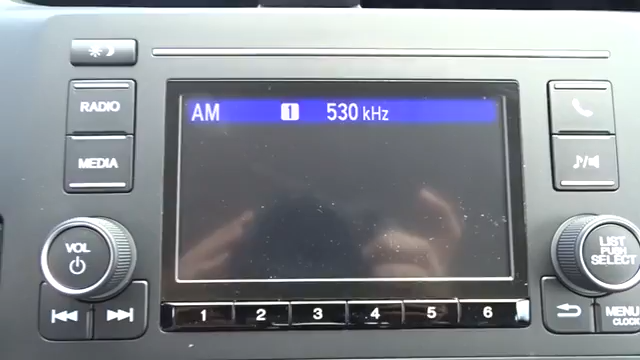 RADIO
MEDIA
VOL
AM 1 530 kHz
1 2 3 4 5 6
LIST
PUSH
SELECT
MENU
CLOCK